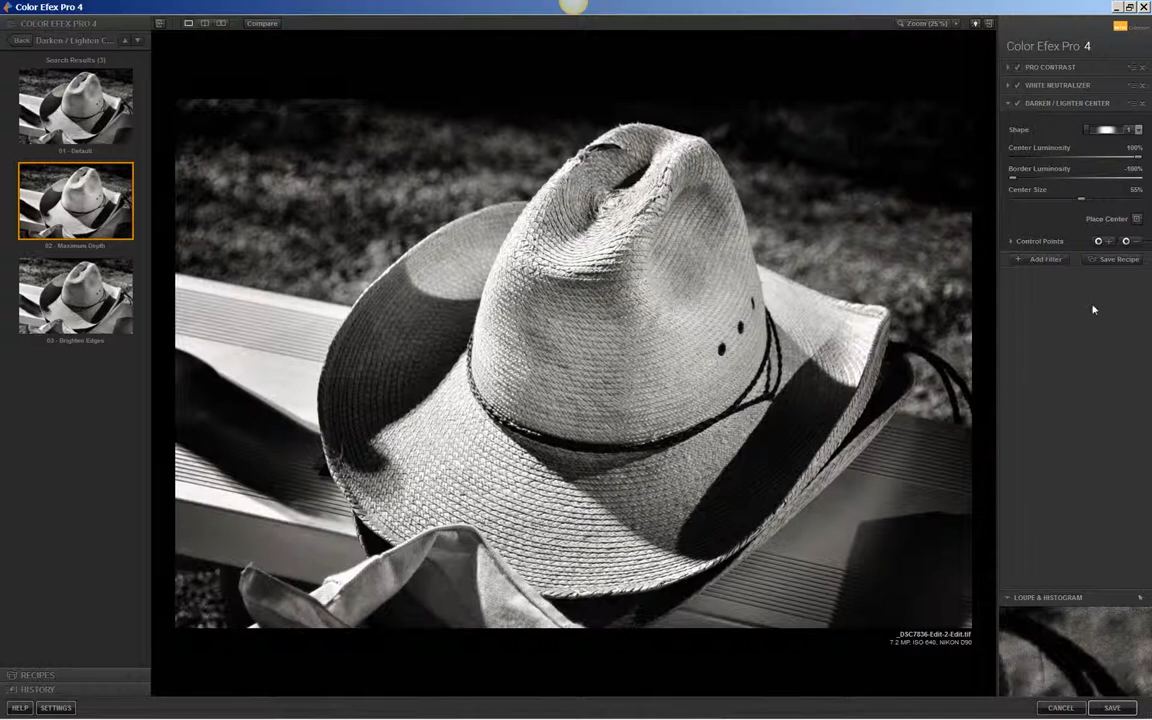 Color Efex Pro 4
COLOR EFEX PRO 4
Compare
Zoom (25 %)
Back
Darken / Lighten C...
Search Results (3)
01 - Default
02 - Maximum Depth
03 - Brighten Edges
RECIPES
HISTORY
HELP
SETTINGS
_DSC7836-Edit-2-Edit.tif
7.2 MP, ISO 640, NIKON D90
Color Efex Pro 4
PRO CONTRAST
WHITE NEUTRALIZER
DARKEN / LIGHTEN CENTER
Shape
1
Center Luminosity 100%
Border Luminosity -100%
Center Size 55%
Place Center
Control Points
Add Filter
Save Recipe
LOUPE & HISTOGRAM
CANCEL
SAVE